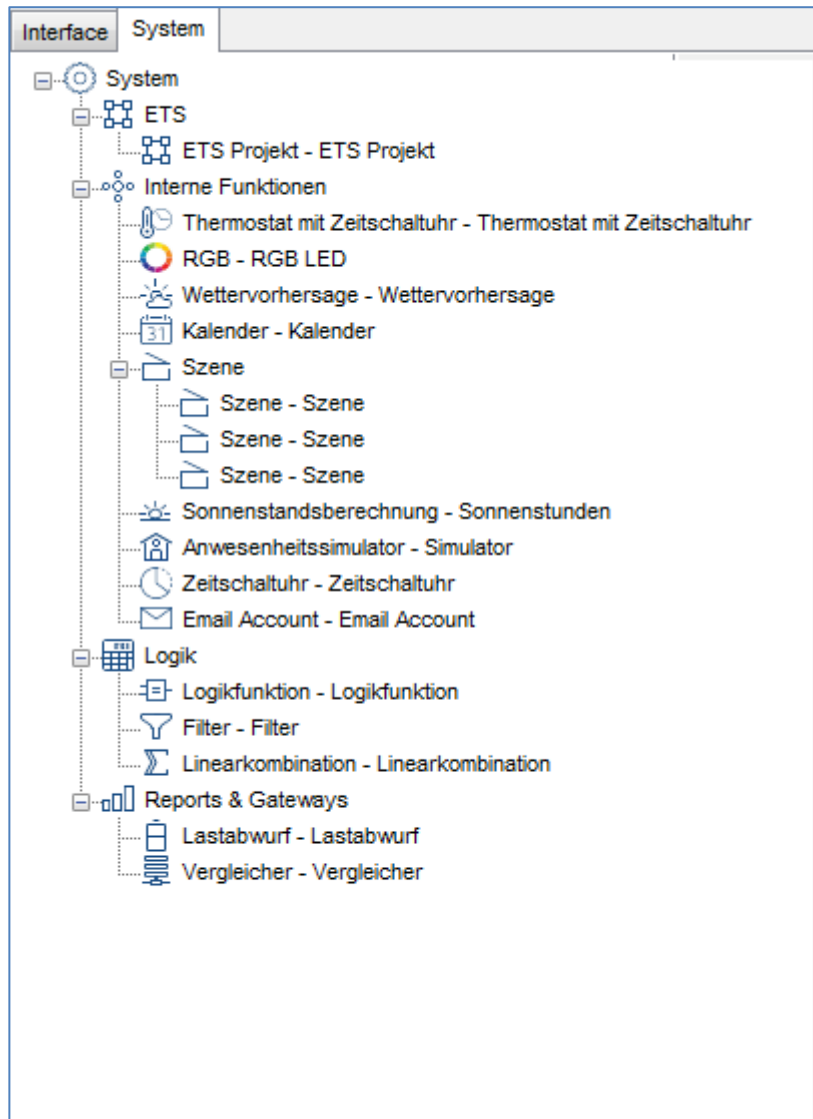 Interface System
System
ETS
ETS Projekt - ETS Projekt
Interne Funktionen
Thermostat mit Zeitschaltuhr - Thermostat mit Zeitschaltuhr
RGB - RGB LED
Wettervorhersage - Wettervorhersage
31 Kalender - Kalender
Szene
Szene - Szene
Szene - Szene
Szene - Szene
Sonnenstandsberechnung - Sonnenstunden
Anwesenheitssimulator - Simulator
Zeitschaltuhr - Zeitschaltuhr
Email Account - Email Account
Logik
Logikfunktion - Logikfunktion
Filter - Filter
Linearkombination - Linearkombination
Reports & Gateways
Lastabwurf - Lastabwurf
Vergleicher - Vergleicher